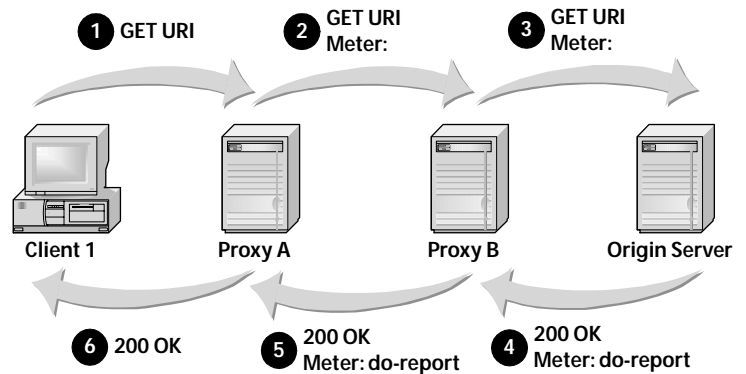 1 GET URI
2 GET URI
Meter:
3 GET URI
Meter:
Client 1
Proxy A
Proxy B
Origin Server
6 200 OK
5 200 OK
Meter: do-report
4 200 OK
Meter: do-report